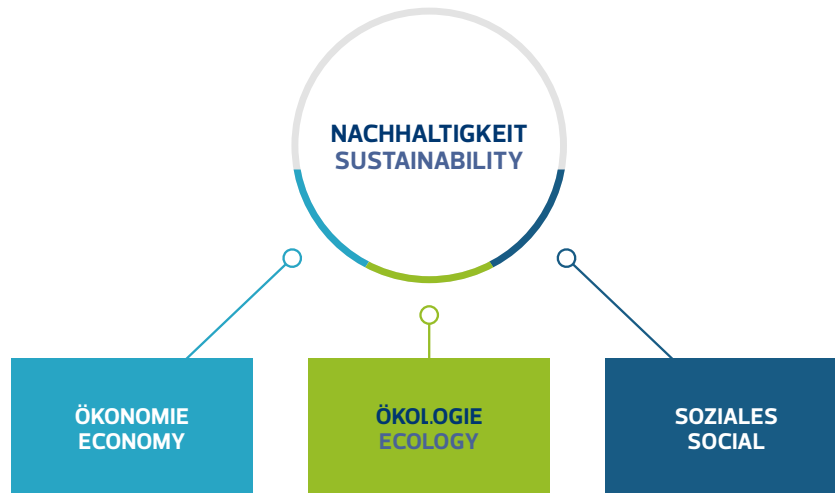 NACHHALTIGKEIT
SUSTAINABILITY
ÖKONOMIE
ECONOMY
ÖKOLOGIE
ECOLOGY
SOZIALES
SOCIAL